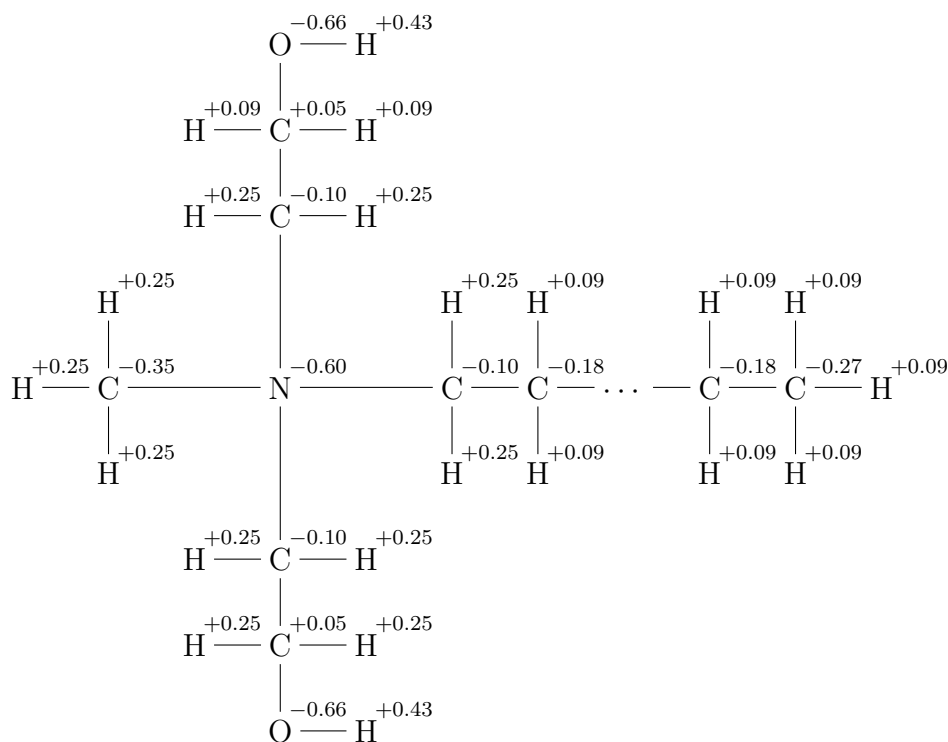 O −0.66 H +0.43
H +0.09 C +0.05 H +0.09
H +0.25 C −0.10 H +0.25
H +0.25 H +0.25 H +0.09 H +0.09 H +0.09
H +0.25 C −0.35 N −0.60 C −0.10 C −0.18 ... C −0.18 C −0.27 H +0.09
H +0.25 H +0.25 H +0.09 H +0.09 H +0.09
H +0.25 C −0.10 H +0.25
H +0.25 C +0.05 H +0.25
O −0.66 H +0.43